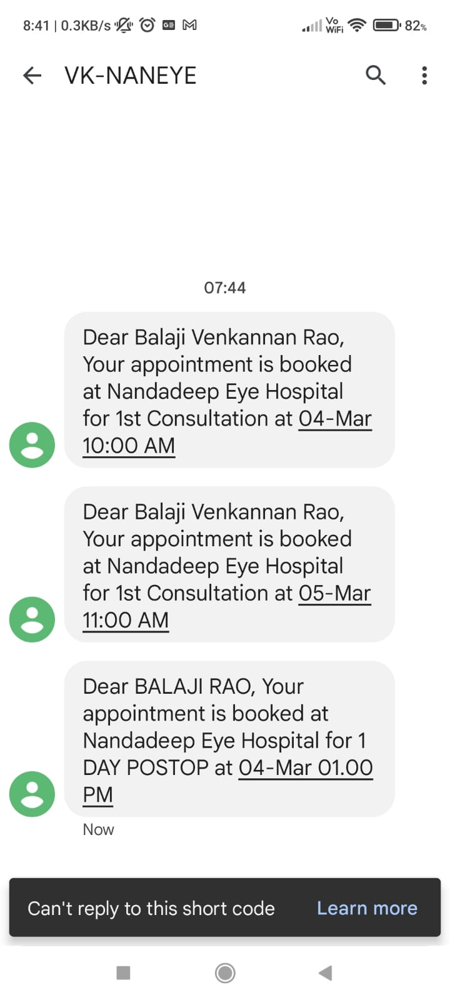 8:41 | 0.3KB/s GE Vo WiFi 82%
VK-NANEYE
07:44
Dear Balaji Venkannan Rao,
Your appointment is booked
at Nandadeep Eye Hospital
for 1st Consultation at 04-Mar
10:00 AM
Dear Balaji Venkannan Rao,
Your appointment is booked
at Nandadeep Eye Hospital
for 1st Consultation at 05-Mar
11:00 AM
Dear BALAJI RAO, Your
appointment is booked at
Nandadeep Eye Hospital for 1
DAY POSTOP at 04-Mar 01.00
PM
Now
Can't reply to this short code Learn more